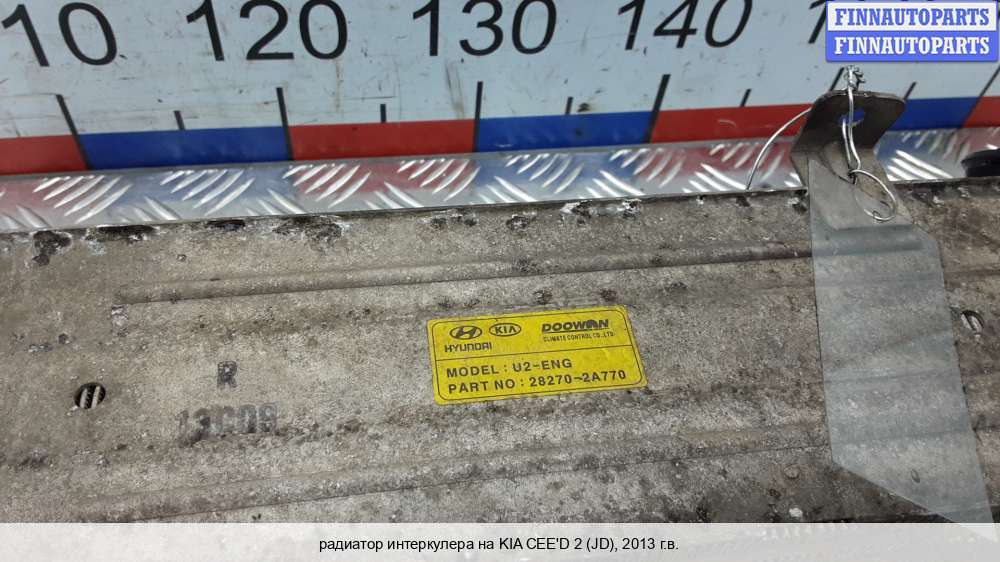 10 120 130 140
FINNAUTOPARTS
FINNAUTOPARTS
HYUNDAI KIA DOOWON
CLIMATE CONTROL CO., LTD.
MODEL : U2-ENG
PART NO : 28270-2A770
R
радиатор интеркулера на KIA CEE'D 2 (JD), 2013 г.в.